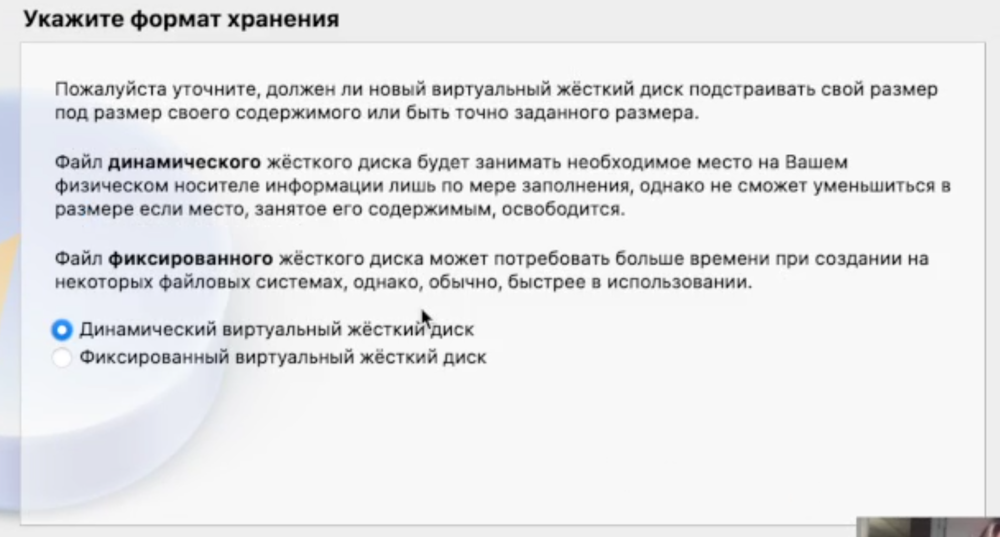 Укажите формат хранения
Пожалуйста уточните, должен ли новый виртуальный жёсткий диск подстраивать свой размер
под размер своего содержимого или быть точно заданного размера.
Файл динамического жёсткого диска будет занимать необходимое место на Вашем
физическом носителе информации лишь по мере заполнения, однако не сможет уменьшиться в
размере если место, занятое его содержимым, освободится.
Файл фиксированного жёсткого диска может потребовать больше времени при создании на
некоторых файловых системах, однако, обычно, быстрее в использовании.
Динамический виртуальный жёсткий диск
Фиксированный виртуальный жёсткий диск